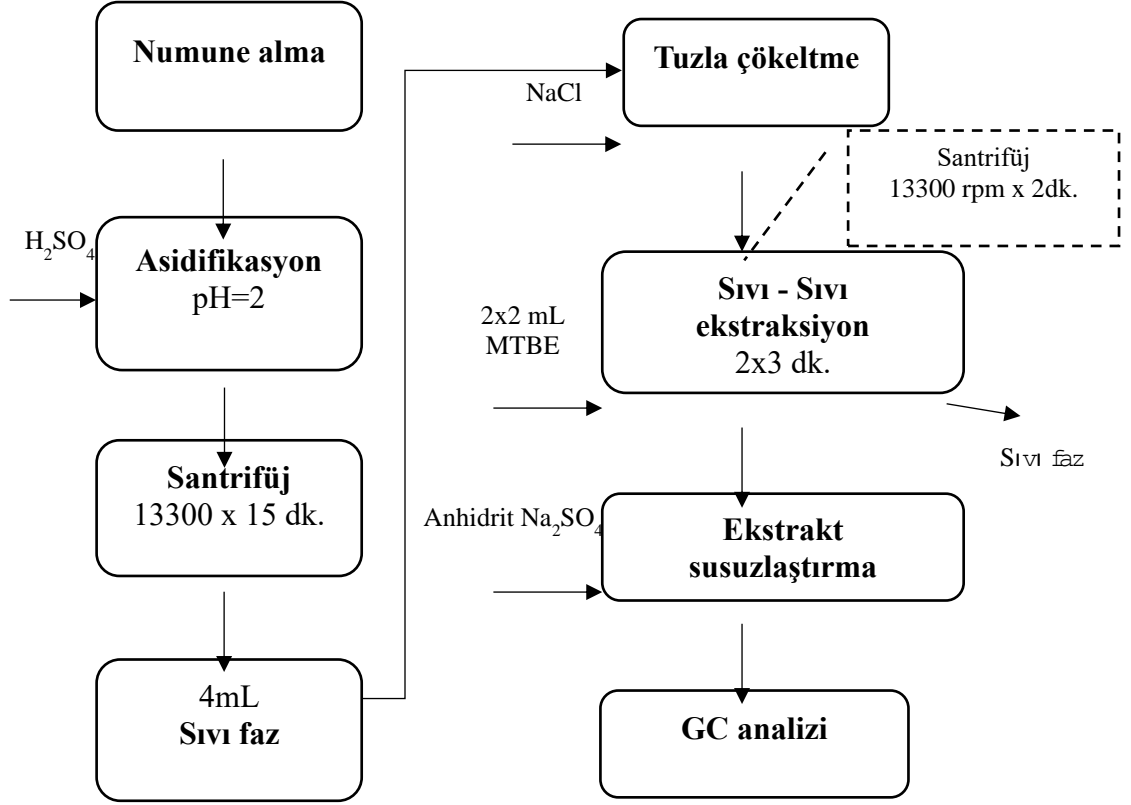 Numune alma
H₂SO₄
Asidifikasyon
pH=2
Santrifüj
13300 x 15 dk.
4mL
Sıvı faz
Tuzla çökeltme
NaCl
Santrifüj
13300 rpm x 2dk.
Sıvı - Sıvı
ekstraksiyon
2x3 dk.
2x2 mL
MTBE
Sıvı faz
Anhidrit Na₂SO₄
Ekstrakt
susuzlaştırma
GC analizi